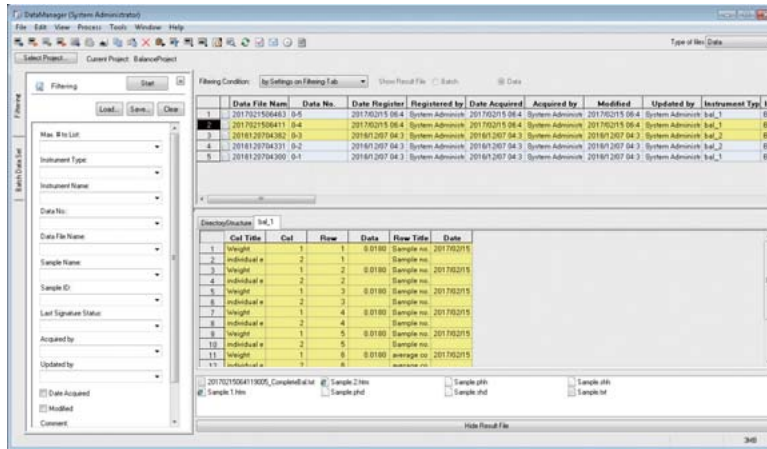 DataManager (System Administrator)
File Edit View Process Tools Window Help
Type of files Data
Select Project... Current Project: BalanceProject
Filtering Start
Filtering Condition: by Settings on Filtering Tab Show Result File Batch Data
Load... Save... Clear
Filtering
Batch Data Set
Max. # to List:
Instrument Type:
Instrument Name:
Data No.:
Data File Name:
Sample Name:
Sample ID:
Last Signature Status:
Acquired by
Updated by
Date Acquired
Modified
Comment
Data File Nam Data No. Date Register Registered by Date Acquired Acquired by Modified Updated by Instrument Typ
1 2017021506463 0-5 2017/02/15 06:4 System Administr 2017/02/15 06:4 System Administr 2017/02/15 06:4 System Administr bal_1
2 2017021506411 0-4 2017/02/15 06:4 System Administr 2017/02/15 06:4 System Administr 2017/02/15 06:4 System Administr bal_1
3 2016120704382 0-3 2016/12/07 04:3 System Administr 2016/12/07 04:3 System Administr 2016/12/07 04:3 System Administr bal_2
4 2016120704331 0-2 2016/12/07 04:3 System Administr 2016/12/07 04:3 System Administr 2016/12/07 04:3 System Administr bal_2
5 2016120704300 0-1 2016/12/07 04:3 System Administr 2016/12/07 04:3 System Administr 2016/12/07 04:3 System Administr bal_2
DirectoryStructure bal_1
Col Title Col Row Data Row Title Date
1 Weight 1 1 0.0180 Sample no. 2017/02/15
2 individual e 2 1 Sample no.
3 Weight 1 2 0.0180 Sample no. 2017/02/15
4 individual e 2 2 Sample no.
5 Weight 1 3 0.0180 Sample no. 2017/02/15
6 individual e 2 3 Sample no.
7 Weight 1 4 0.0180 Sample no. 2017/02/15
8 individual e 2 4 Sample no.
9 Weight 1 5 0.0180 Sample no. 2017/02/15
10 individual e 2 5 Sample no.
11 Weight 1 6 0.0180 average co 2017/02/15
12 individual e 2 6 average co
20170215064119005_CompleteBal.txt Sample.2.htm Sample.phh Sample.shh
Sample.1.htm Sample.phd Sample.shd Sample.txt
Hide Result File
3HB